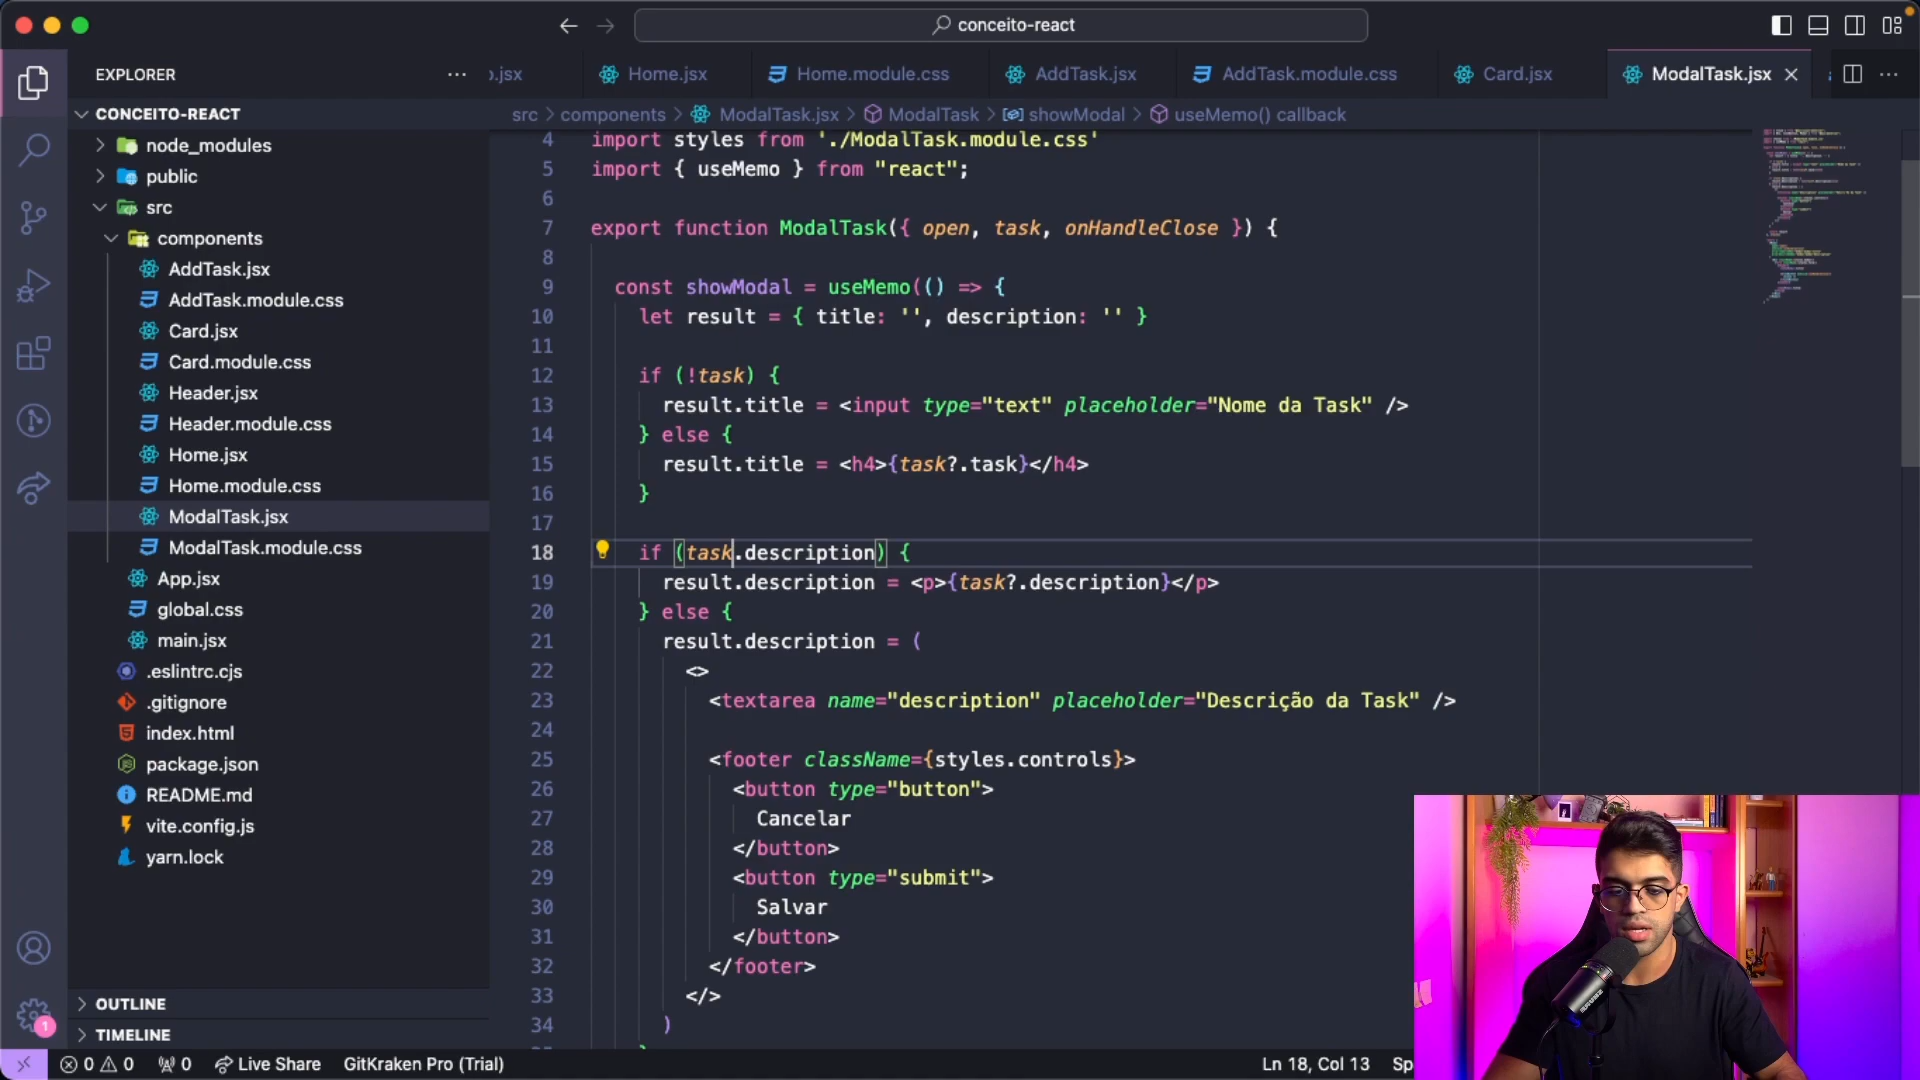 conceito-react
EXPLORER
CONCEITO-REACT
node_modules
public
src
components
AddTask.jsx
AddTask.module.css
Card.jsx
Card.module.css
Header.jsx
Header.module.css
Home.jsx
Home.module.css
ModalTask.jsx
ModalTask.module.css
App.jsx
global.css
main.jsx
.eslintrc.cjs
.gitignore
index.html
package.json
README.md
vite.config.js
yarn.lock
OUTLINE
TIMELINE
.jsx
Home.jsx
Home.module.css
AddTask.jsx
AddTask.module.css
Card.jsx
ModalTask.jsx
src > components > ModalTask.jsx > ModalTask > showModal > useMemo() callback
4 import styles from './ModalTask.module.css'
5 import { useMemo } from "react";
6
7 export function ModalTask({ open, task, onHandleClose }) {
8
9 const showModal = useMemo(() => {
10 let result = { title: '', description: '' }
11
12 if (!task) {
13 result.title = <input type="text" placeholder="Nome da Task" />
14 } else {
15 result.title = <h4>{task?.task}</h4>
16 }
17
18 if (task.description) {
19 result.description = <p>{task?.description}</p>
20 } else {
21 result.description = (
22 <>
23 <textarea name="description" placeholder="Descrição da Task" />
24
25 <footer className={styles.controls}>
26 <button type="button">
27 Cancelar
28 </button>
29 <button type="submit">
30 Salvar
31 </button>
32 </footer>
33 </>
34 )
1
0 0 0 Live Share GitKraken Pro (Trial) Ln 18, Col 13